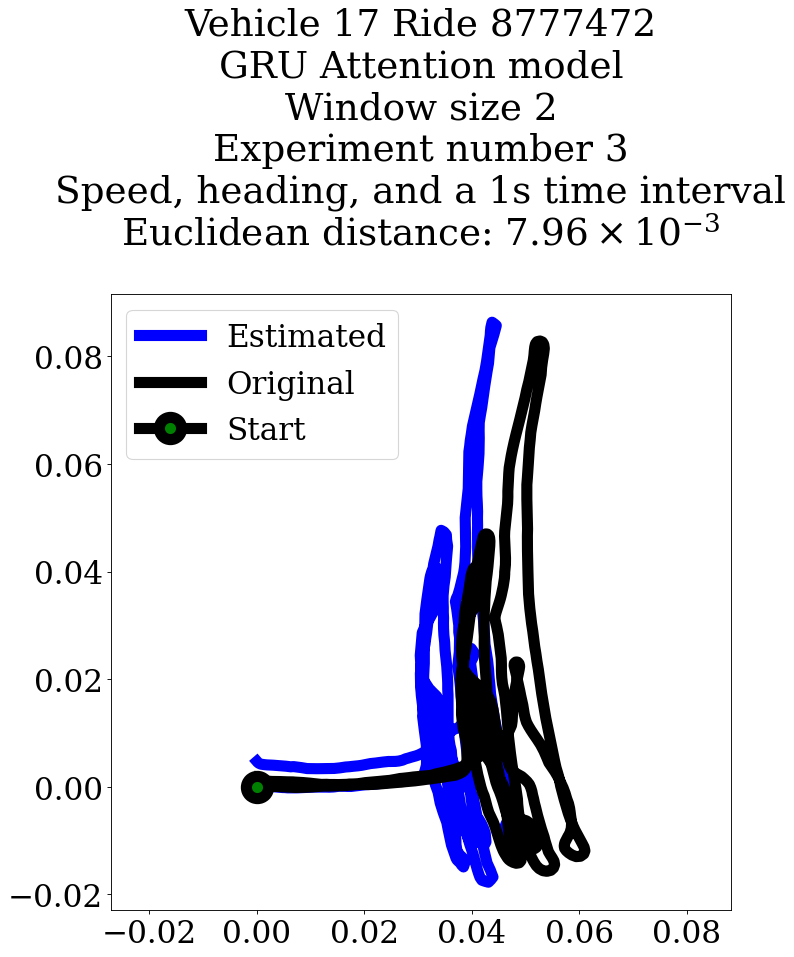 Vehicle 17 Ride 8777472
GRU Attention model
Window size 2
Experiment number 3
Speed, heading, and a 1s time interval
Euclidean distance: 7.96 × 10⁻³
Estimated
Original
Start
0.08
0.06
0.04
0.02
0.00
−0.02
−0.02 0.00 0.02 0.04 0.06 0.08